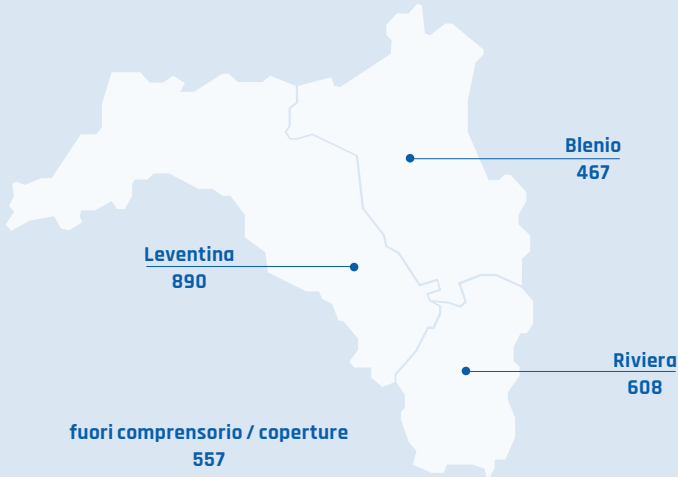 Blenio
467
Leventina
890
Riviera
608
fuori comprensorio / coperture
557